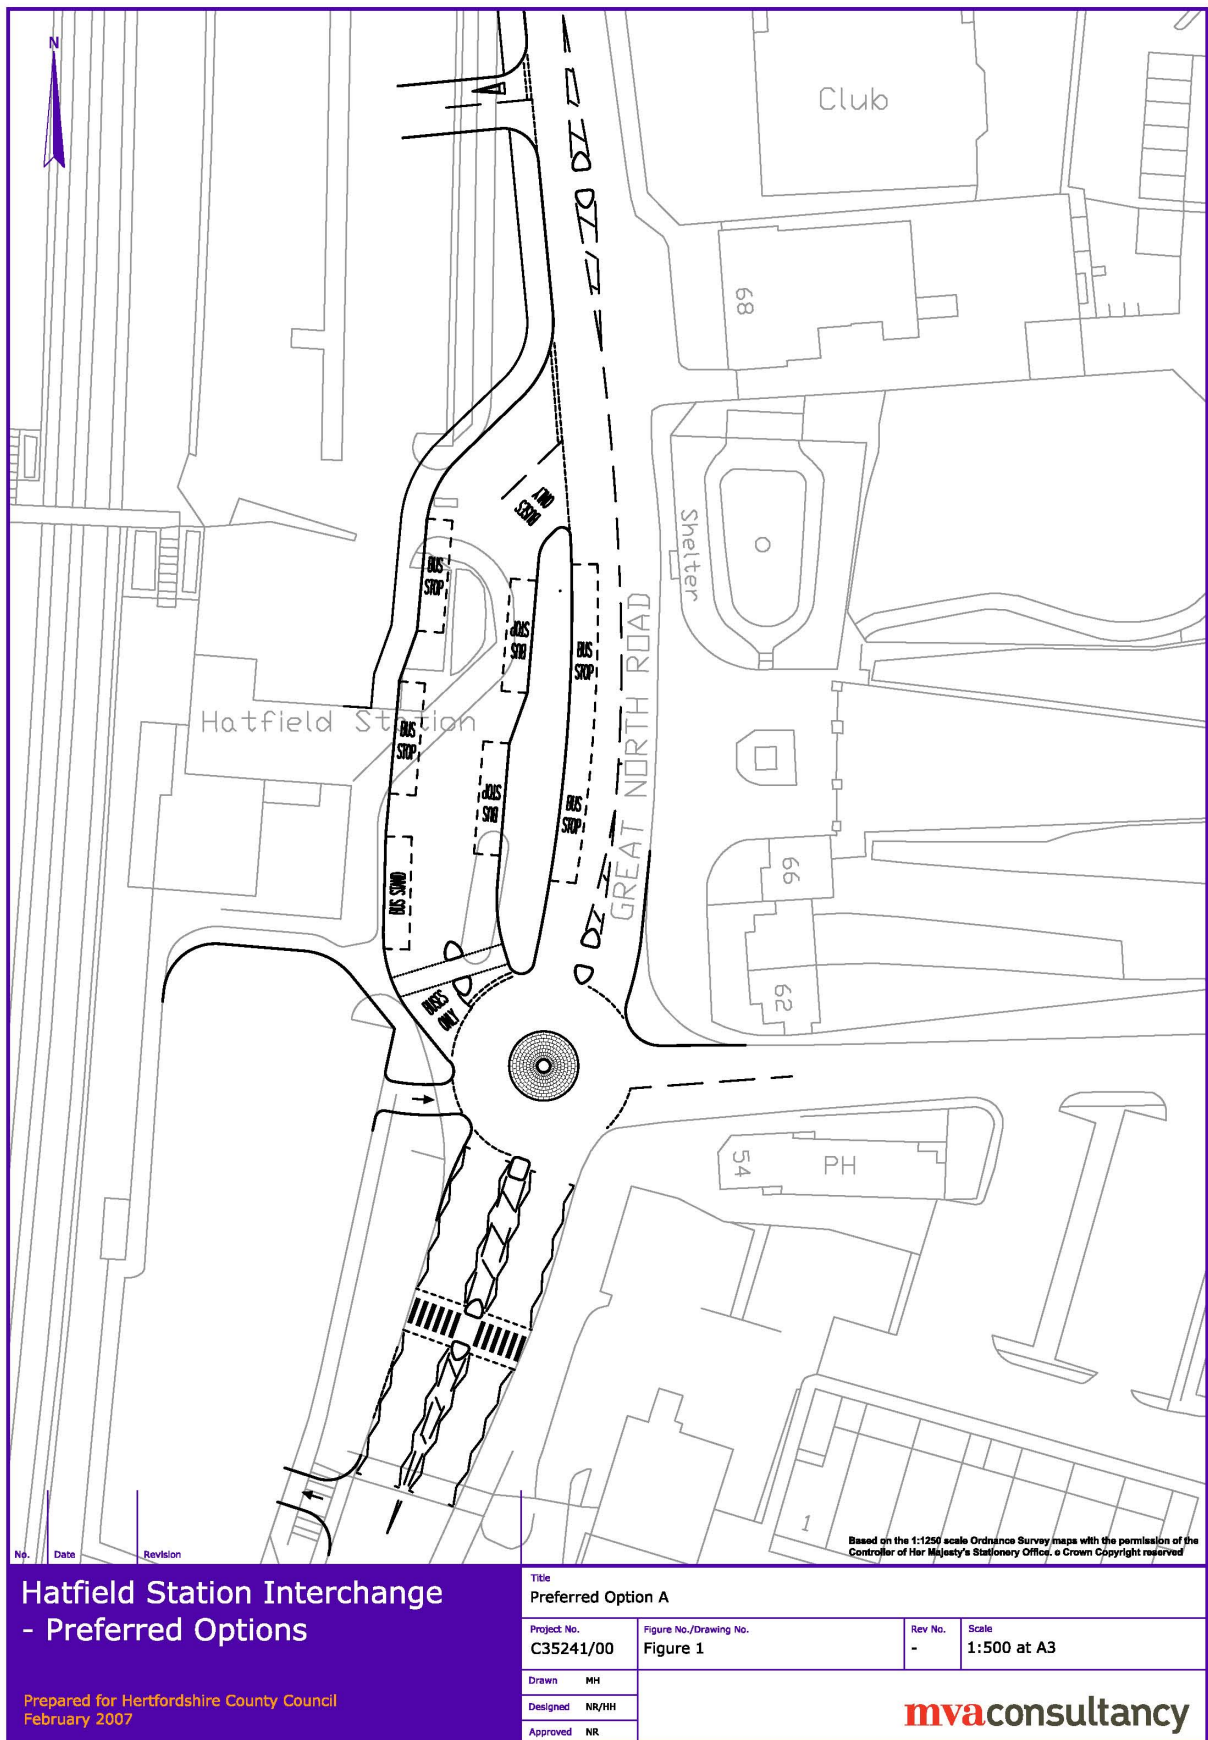 N
Club
68
BUSES
ONLY
Shelter
BUS
STOP
BUS
STOP
BUS
STOP
GREAT NORTH ROAD
Hatfield Station
BUS
STOP
BUS
STOP
BUS
STOP
BUS STAND
66
62
BUSES
ONLY
54
PH
1
Based on the 1:1250 scale Ordnance Survey maps with the permission of the
Controller of Her Majesty's Stationery Office. c Crown Copyright reserved
No.
Date
Revision
Hatfield Station Interchange
- Preferred Options
Prepared for Hertfordshire County Council
February 2007
Title
Preferred Option A
Project No.
C35241/00
Figure No./Drawing No.
Figure 1
Rev No.
-
Scale
1:500 at A3
Drawn MH
Designed NR/HH
Approved NR
mvaconsultancy